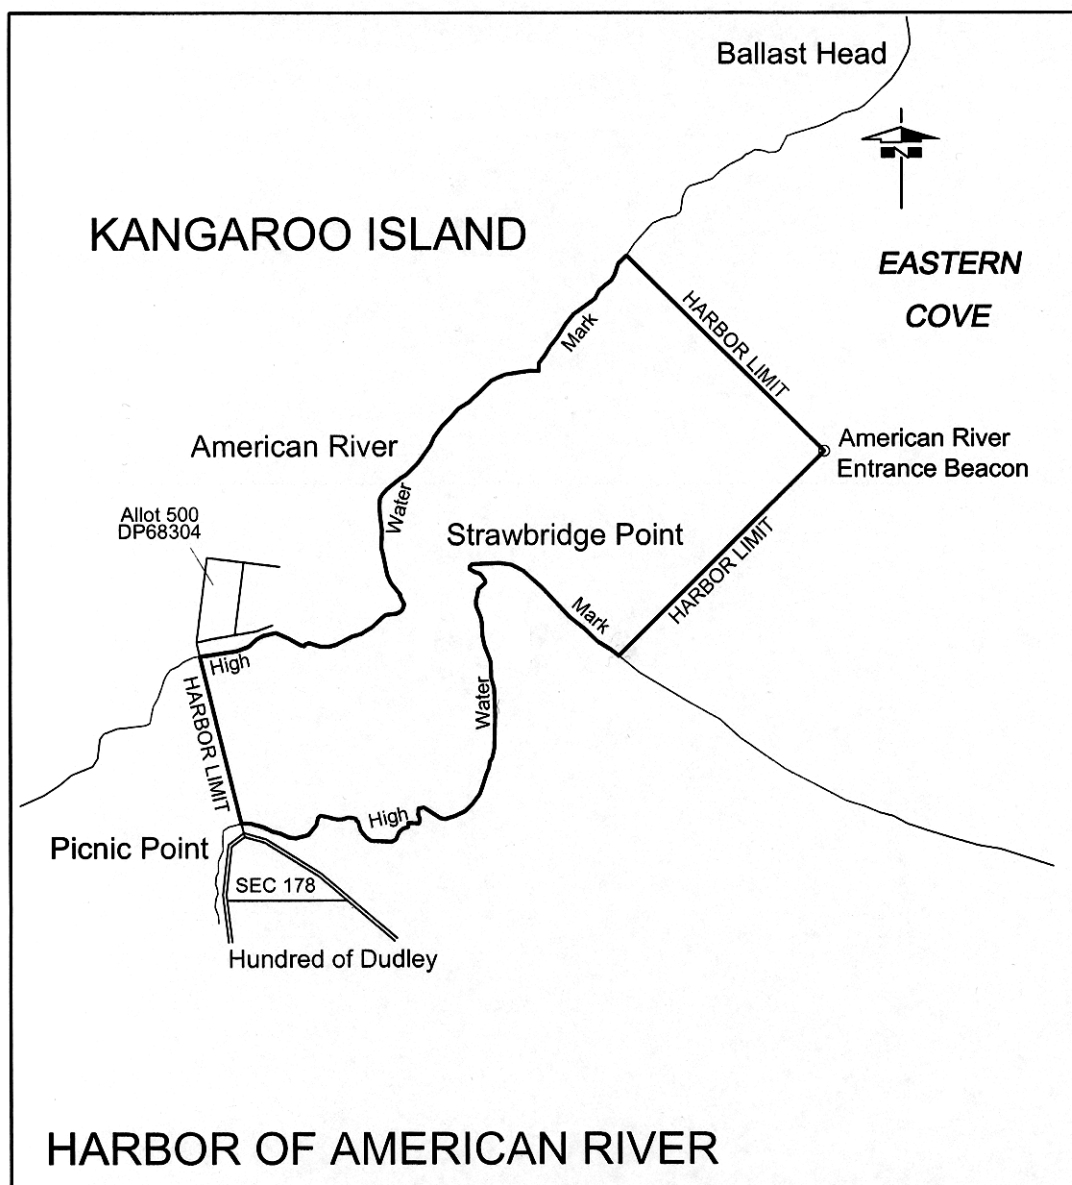 Ballast Head
N
KANGAROO ISLAND
EASTERN
COVE
Mark
HARBOR LIMIT
American River
American River
Entrance Beacon
Water
Allot 500
DP68304
Strawbridge Point
HARBOR LIMIT
Mark
High
HARBOR LIMIT
Water
High
Picnic Point
SEC 178
Hundred of Dudley
HARBOR OF AMERICAN RIVER